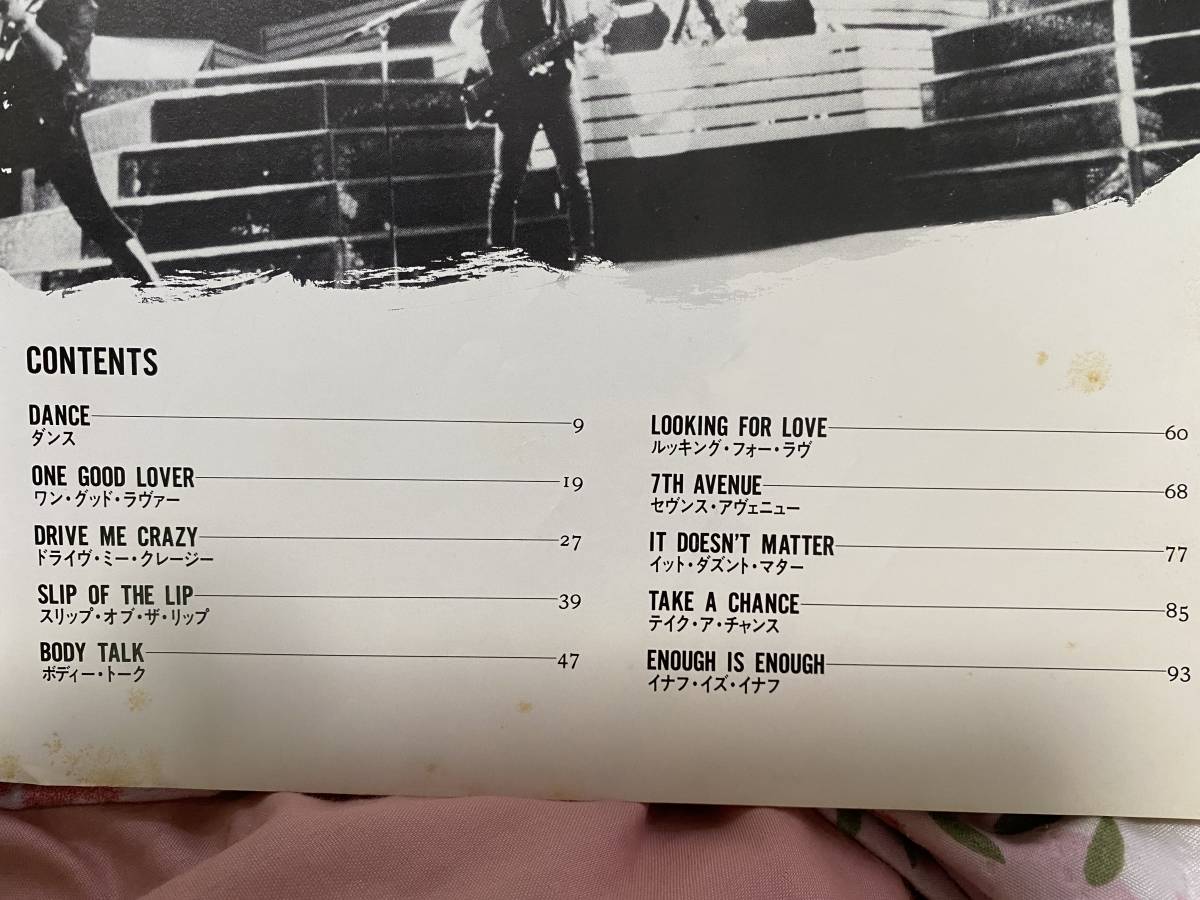 CONTENTS
DANCE 9
ダンス
ONE GOOD LOVER 19
ワン・グッド・ラヴァー
DRIVE ME CRAZY 27
ドライヴ・ミー・クレージー
SLIP OF THE LIP 39
スリップ・オブ・ザ・リップ
BODY TALK 47
ボディー・トーク
LOOKING FOR LOVE 60
ルッキング・フォー・ラヴ
7TH AVENUE 68
セヴンス・アヴェニュー
IT DOESN'T MATTER 77
イット・ダズント・マター
TAKE A CHANCE 85
テイク・ア・チャンス
ENOUGH IS ENOUGH 93
イナフ・イズ・イナフ